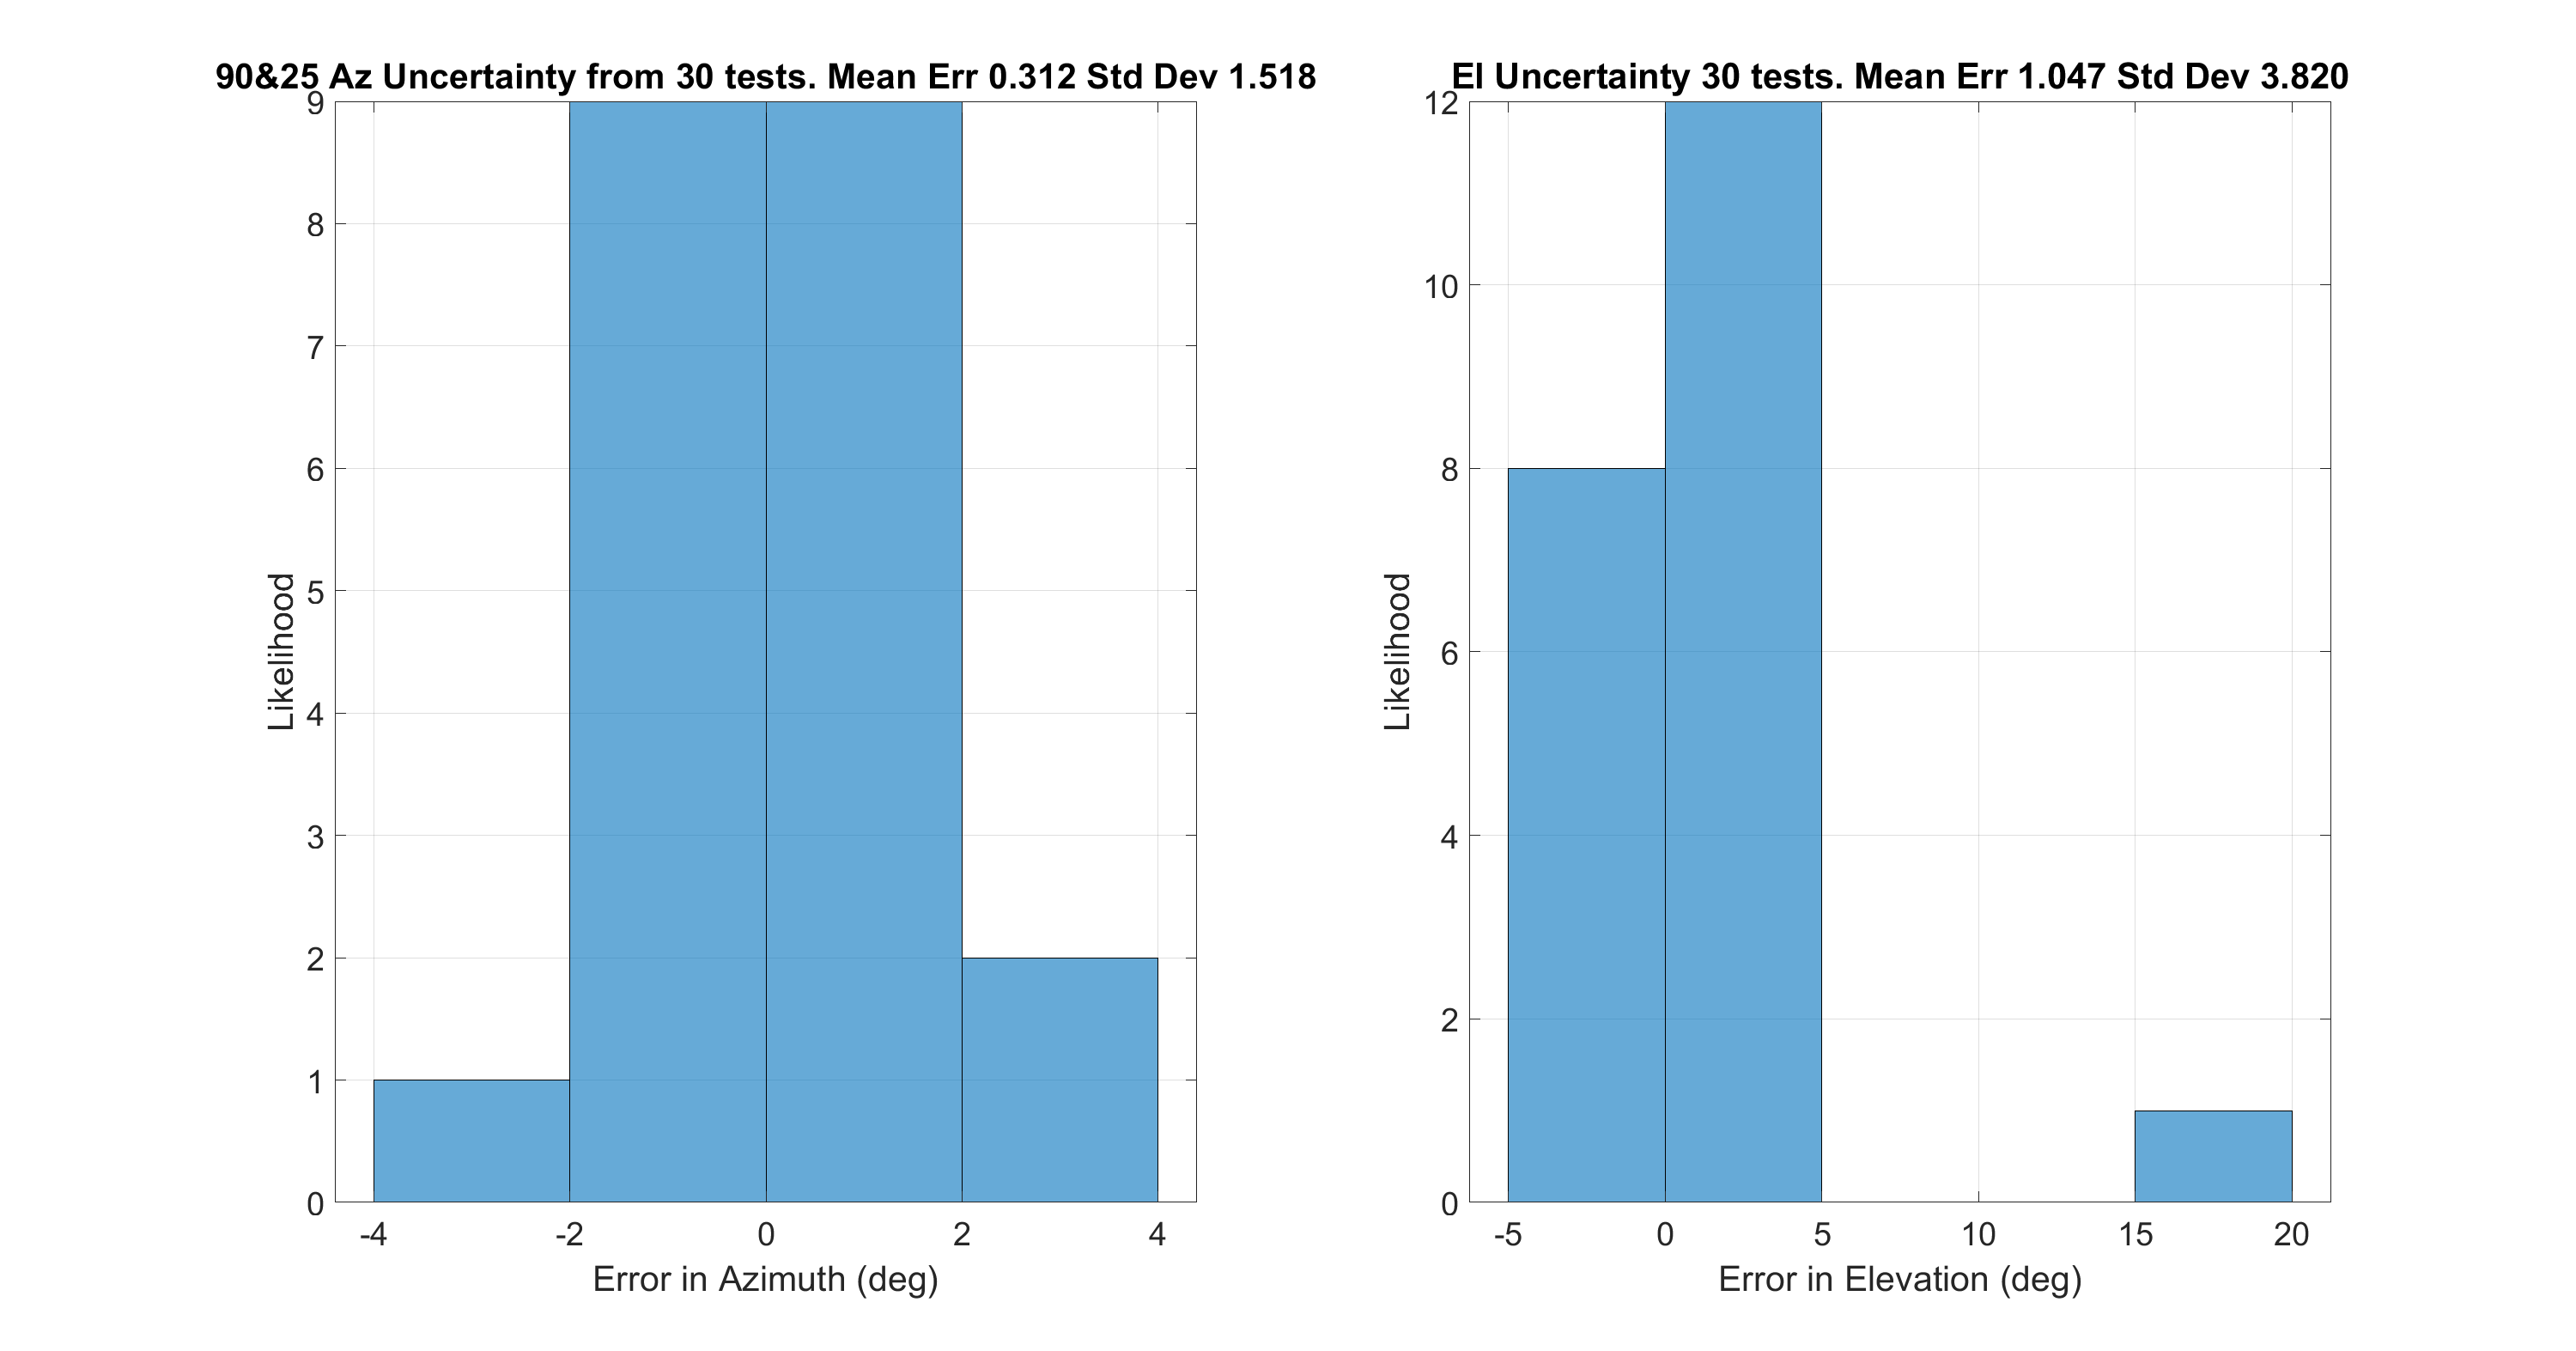 90&25 Az Uncertainty from 30 tests. Mean Err 0.312 Std Dev 1.518
9
8
7
6
5
4
3
2
1
0
Likelihood
-4 -2 0 2 4
Error in Azimuth (deg)
El Uncertainty 30 tests. Mean Err 1.047 Std Dev 3.820
12
10
8
6
4
2
0
Likelihood
-5 0 5 10 15 20
Error in Elevation (deg)